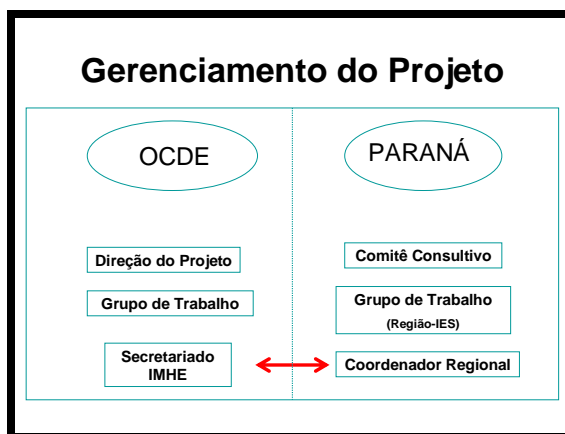 Gerenciamento do Projeto
OCDE
PARANÁ
Direção do Projeto
Comitê Consultivo
Grupo de Trabalho
Grupo de Trabalho
(Região-IES)
Secretariado
IMHE
Coordenador Regional